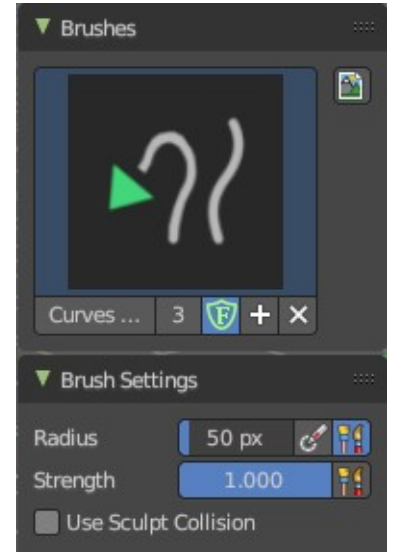 Brushes
Curves ... 3 F
Brush Settings
Radius 50 px
Strength 1.000
Use Sculpt Collision